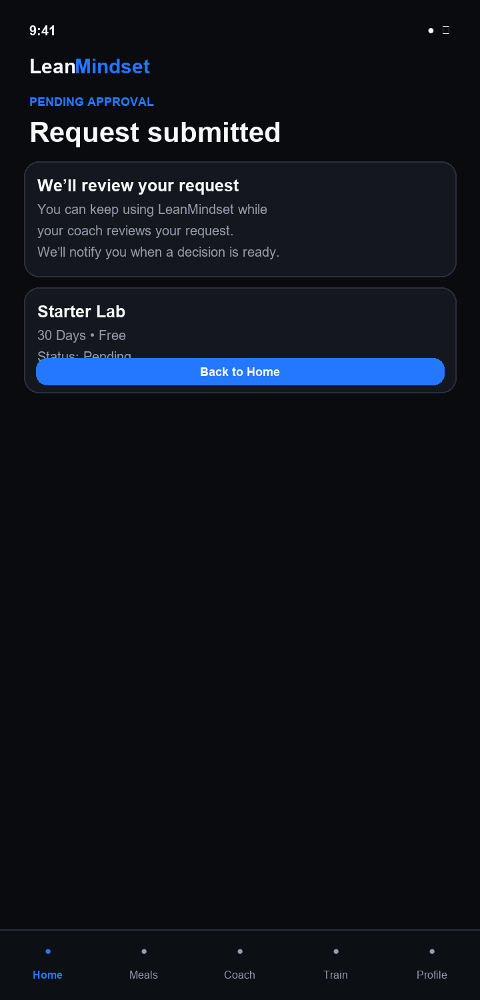 9:41
LeanMindset
PENDING APPROVAL
Request submitted
We’ll review your request
You can keep using LeanMindset while
your coach reviews your request.
We’ll notify you when a decision is ready.
Starter Lab
30 Days • Free
Status: Pending
Back to Home
Home Meals Coach Train Profile